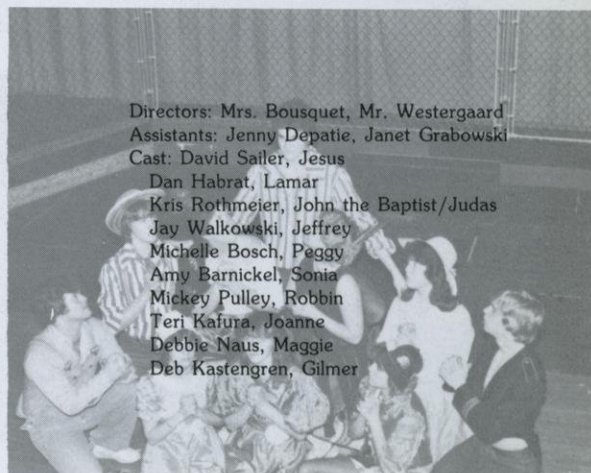 Directors: Mrs. Bousquet, Mr. Westergaard
Assistants: Jenny Depatie, Janet Grabowski
Cast: David Sailer, Jesus
Dan Habrat, Lamar
Kris Rothmeier, John the Baptist/Judas
Jay Walkowski, Jeffrey
Michelle Bosch, Peggy
Amy Barnickel, Sonia
Mickey Pulley, Robbin
Teri Kafura, Joanne
Debbie Naus, Maggie
Deb Kastengren, Gilmer